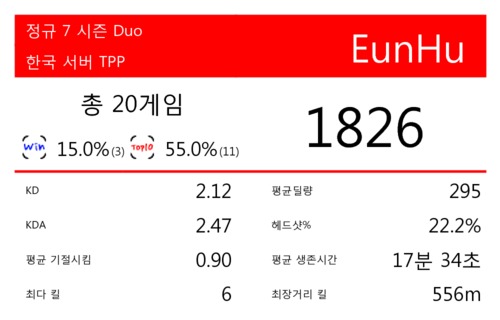 정규 7 시즌 Duo
한국 서버 TPP
EunHu
총 20게임
Win 15.0%(3) Top10 55.0%(11)
1826
KD 2.12
평균딜량 295
KDA 2.47
헤드샷% 22.2%
평균 기절시킴 0.90
평균 생존시간 17분 34초
최다 킬 6
최장거리 킬 556m